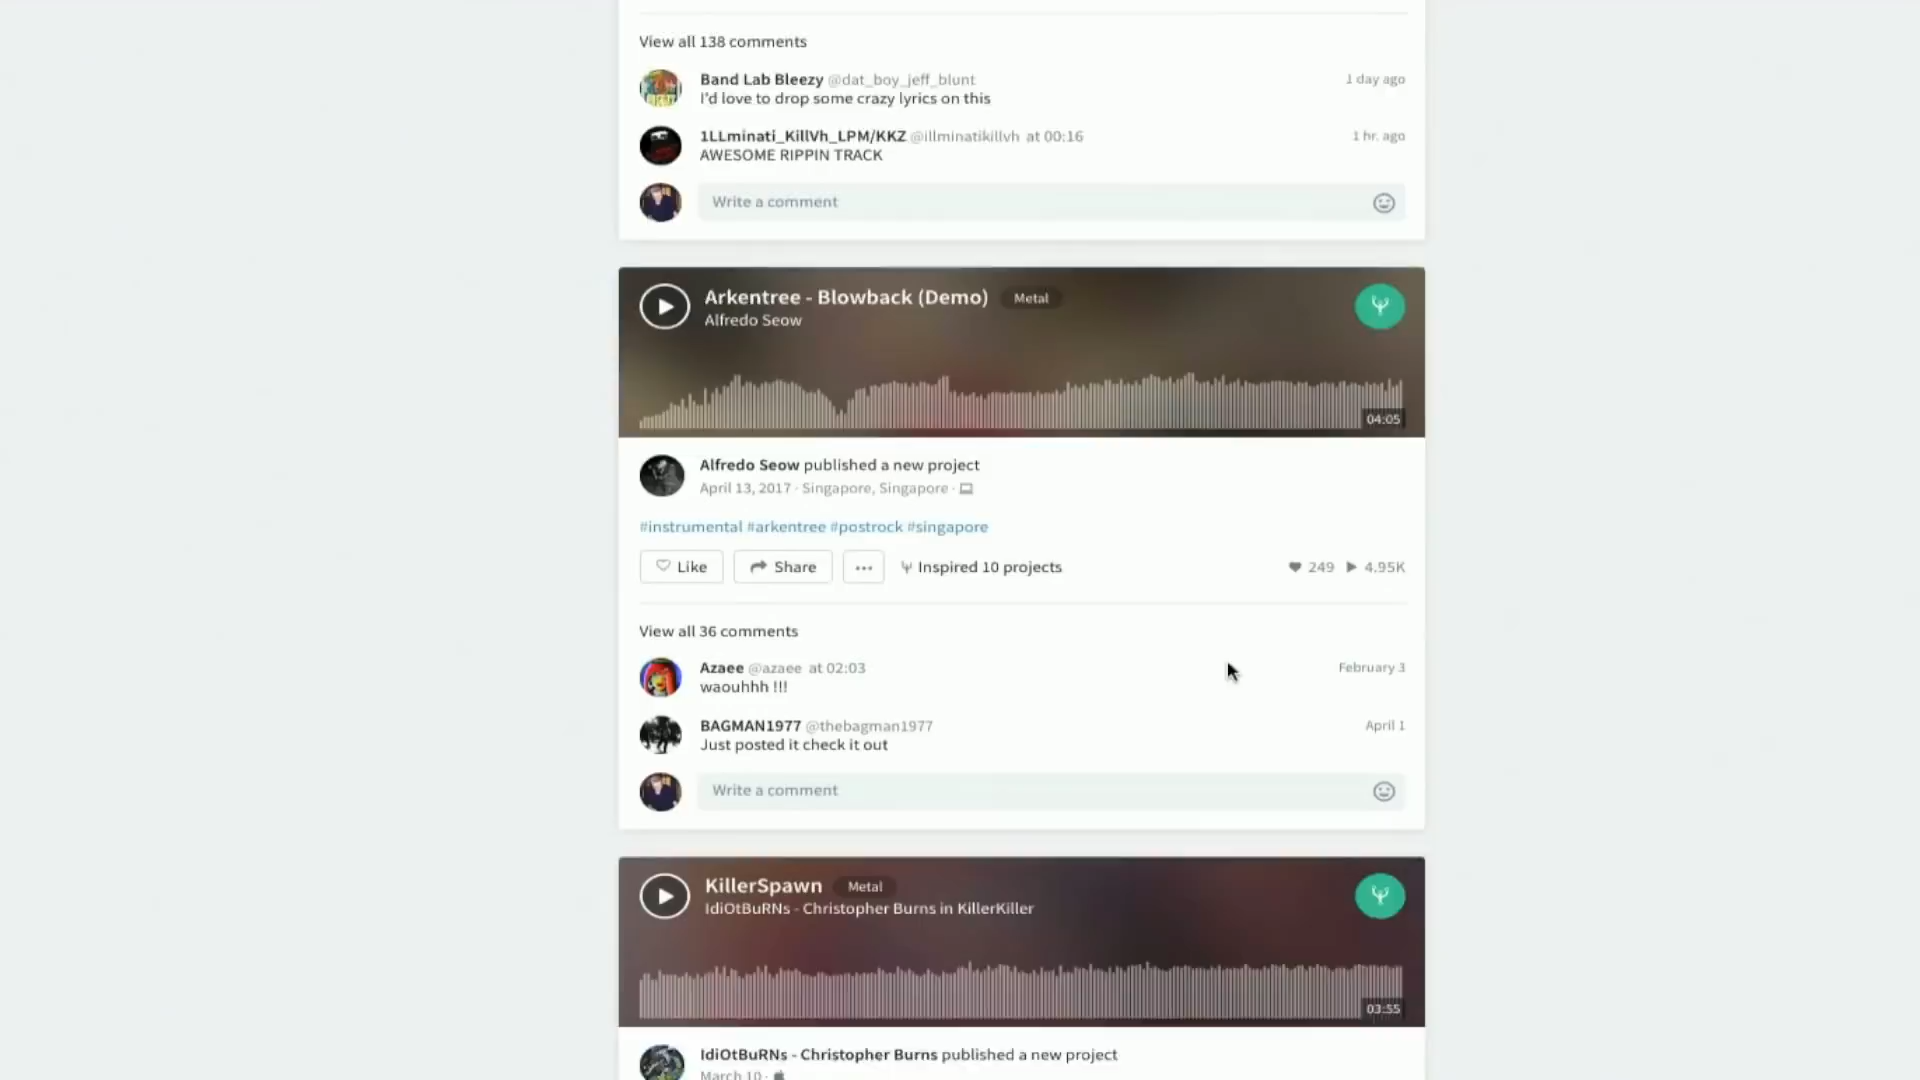 View all 138 comments
Band Lab Bleezy @dat_boy_jeff_blunt 1 day ago
I'd love to drop some crazy lyrics on this
1LLminati_KillVh_LPM/KKZ @illminatikillvh at 00:16 1 hr. ago
AWESOME RIPPIN TRACK
Write a comment
Arkentree - Blowback (Demo) Metal
Alfredo Seow
04:05
Alfredo Seow published a new project
April 13, 2017 · Singapore, Singapore ·
#instrumental #arkentree #postrock #singapore
Like Share ... Inspired 10 projects 249 4.95K
View all 36 comments
Azaee @azaee at 02:03 February 3
waouhhh !!!
BAGMAN1977 @thebagman1977 April 1
Just posted it check it out
Write a comment
KillerSpawn Metal
IdiOtBuRNs - Christopher Burns in KillerKiller
03:55
IdiOtBuRNs - Christopher Burns published a new project
March 10 ·